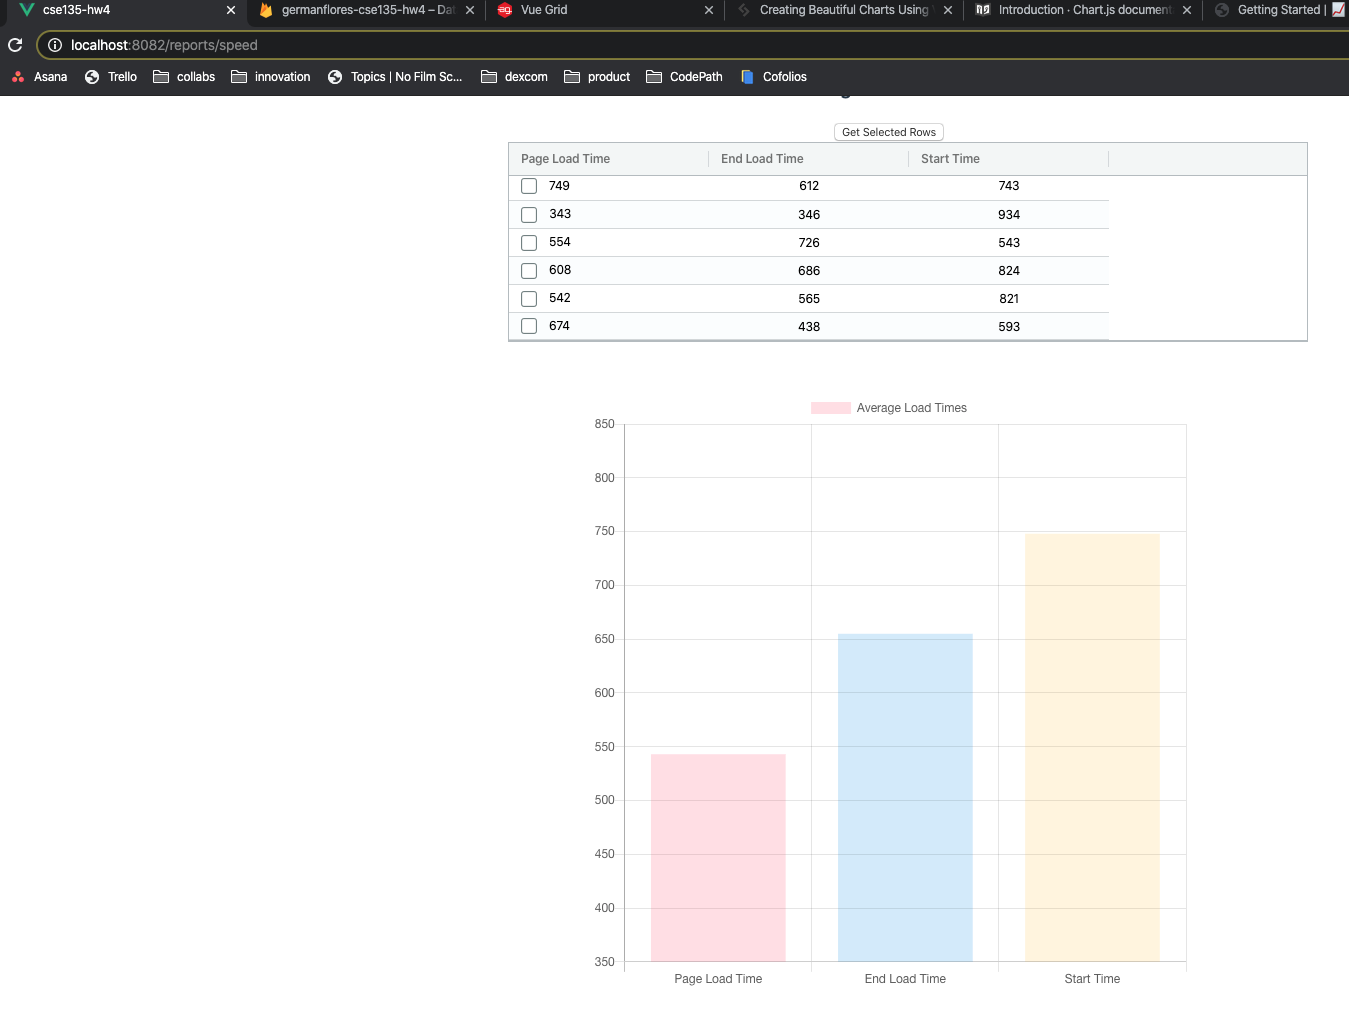 cse135-hw4 germanflores-cse135-hw4 – Dat Vue Grid Creating Beautiful Charts Using Introduction · Chart.js document Getting Started |
localhost:8082/reports/speed
Asana Trello collabs innovation Topics | No Film Sc... dexcom product CodePath Cofolios
Get Selected Rows
Page Load Time End Load Time Start Time
749 612 743
343 346 934
554 726 543
608 686 824
542 565 821
674 438 593
Average Load Times
850
800
750
700
650
600
550
500
450
400
350
Page Load Time End Load Time Start Time